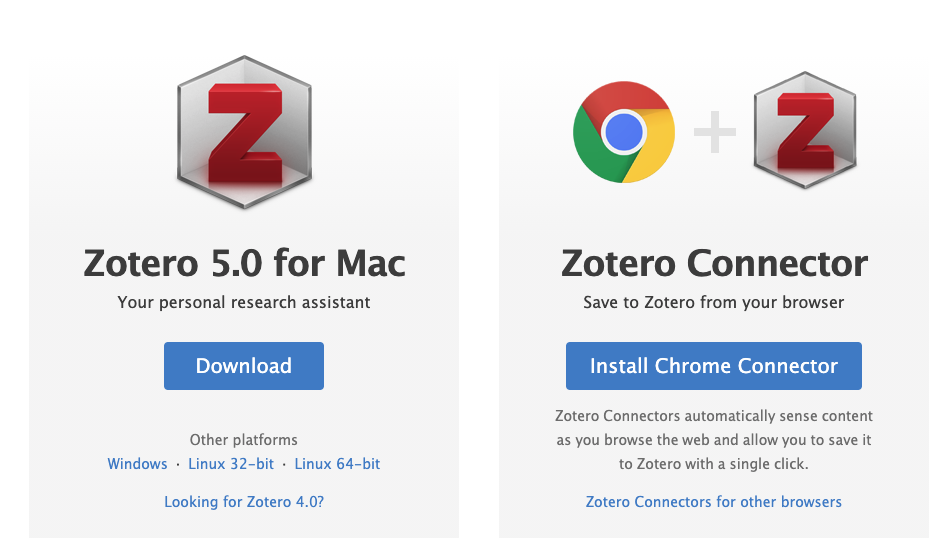 Z
Zotero 5.0 for Mac
Your personal research assistant
Download
Other platforms
Windows · Linux 32-bit · Linux 64-bit
Looking for Zotero 4.0?
Z
Zotero Connector
Save to Zotero from your browser
Install Chrome Connector
Zotero Connectors automatically sense content
as you browse the web and allow you to save it
to Zotero with a single click.
Zotero Connectors for other browsers